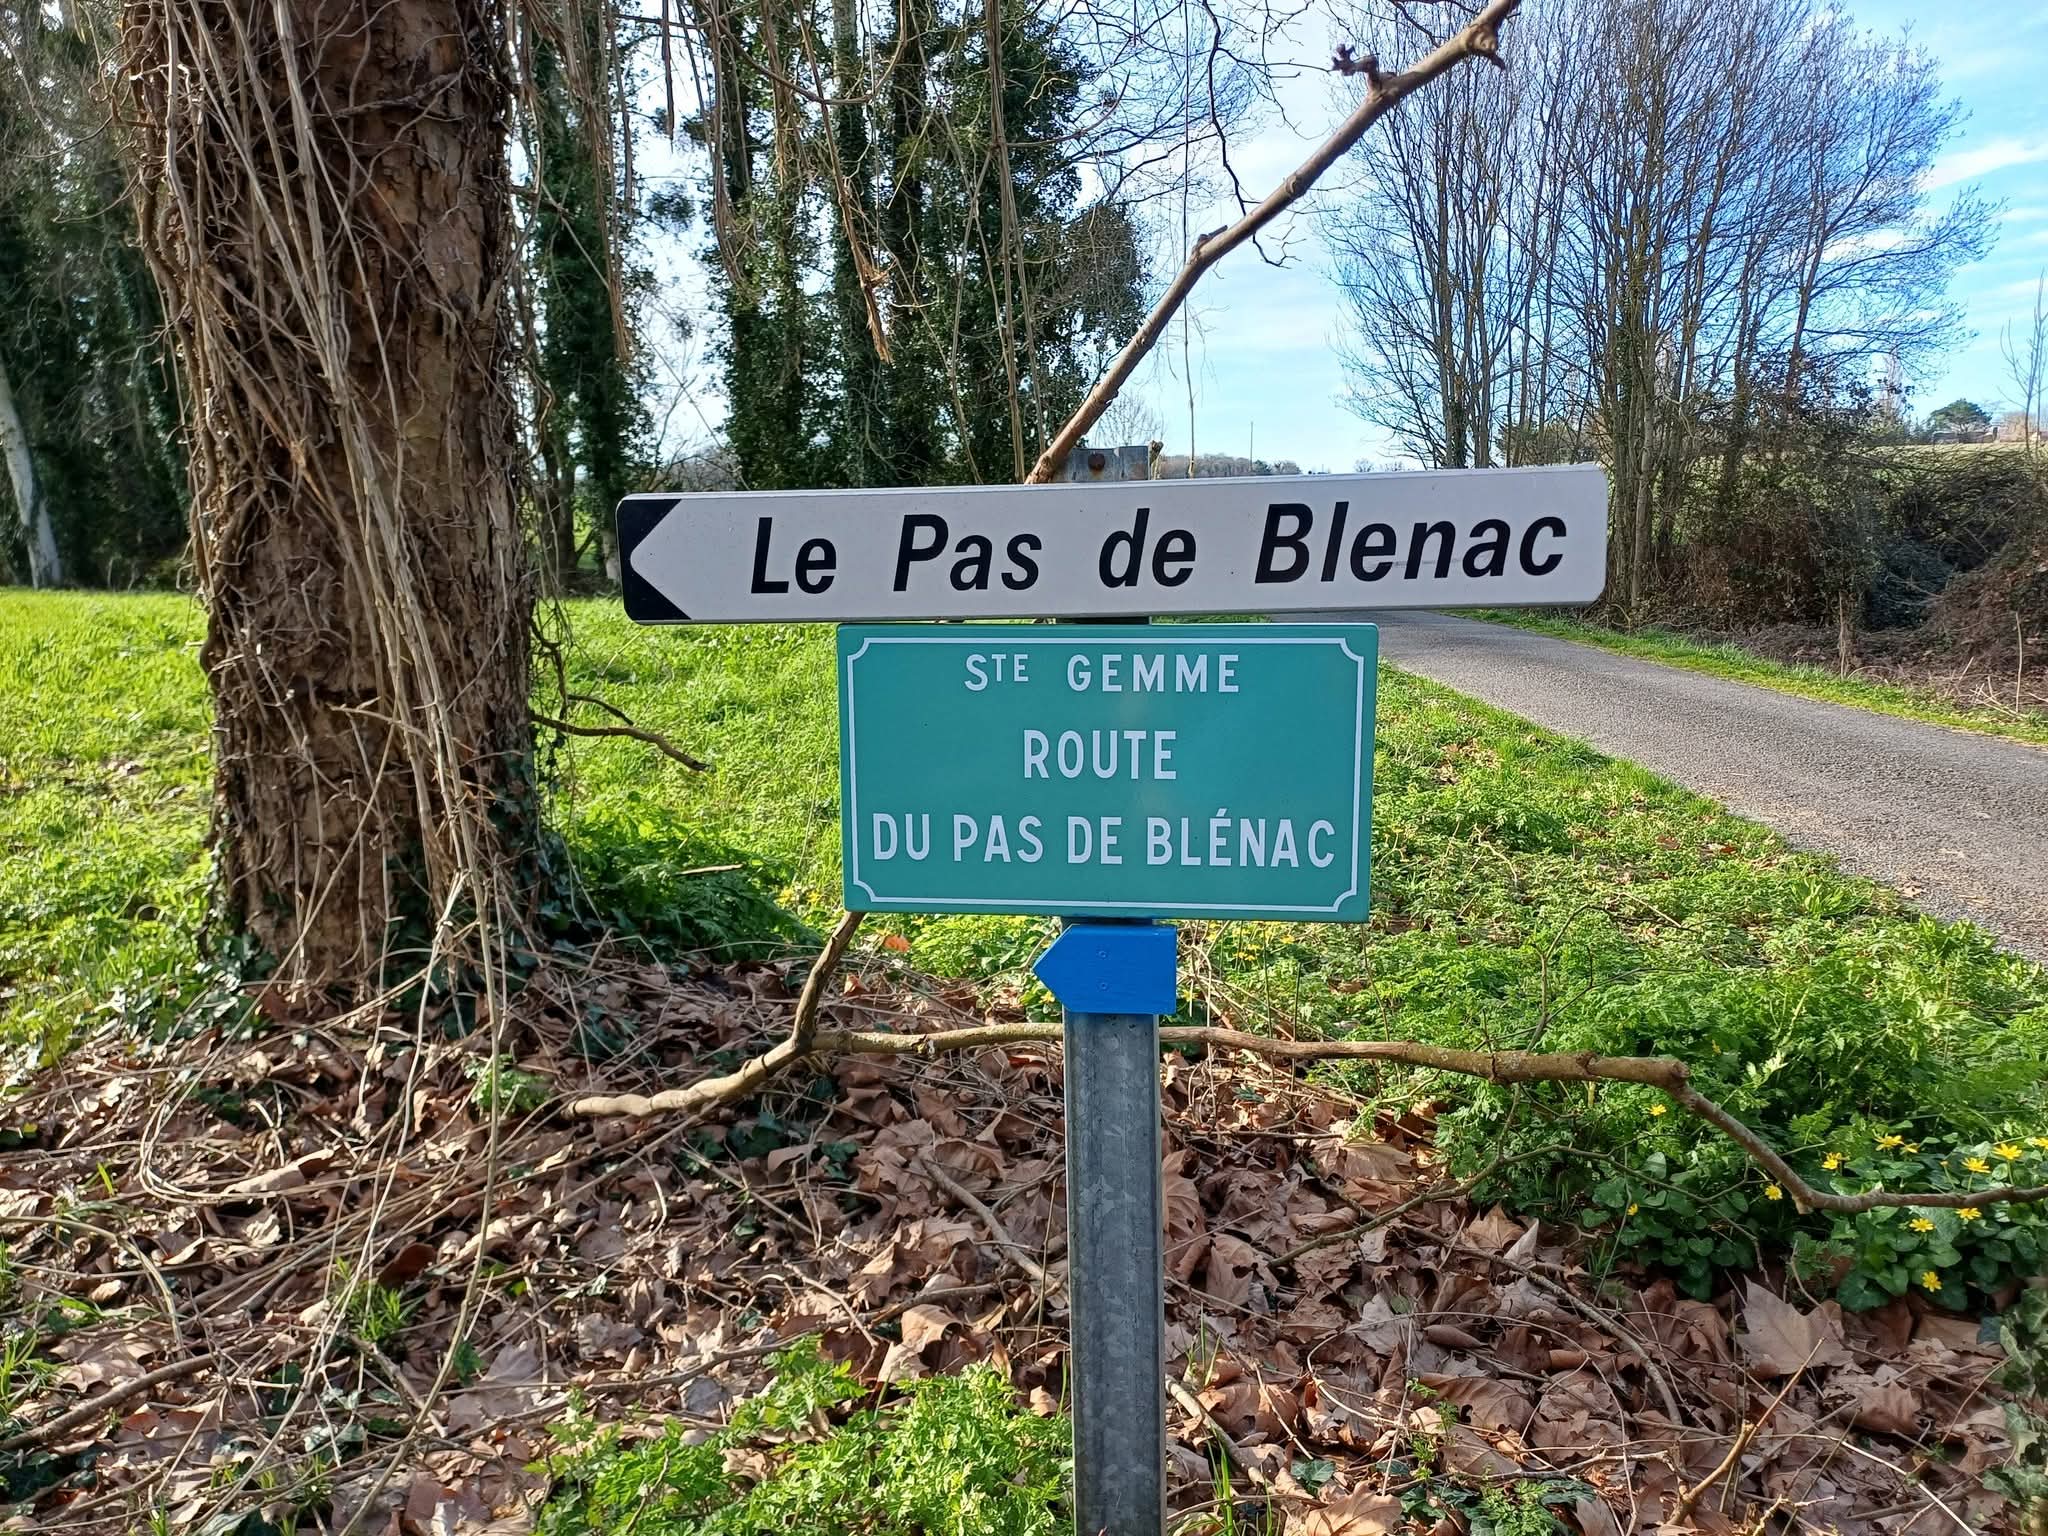 Le Pas de Blenac
STE GEMME
ROUTE
DU PAS DE BLÉNAC